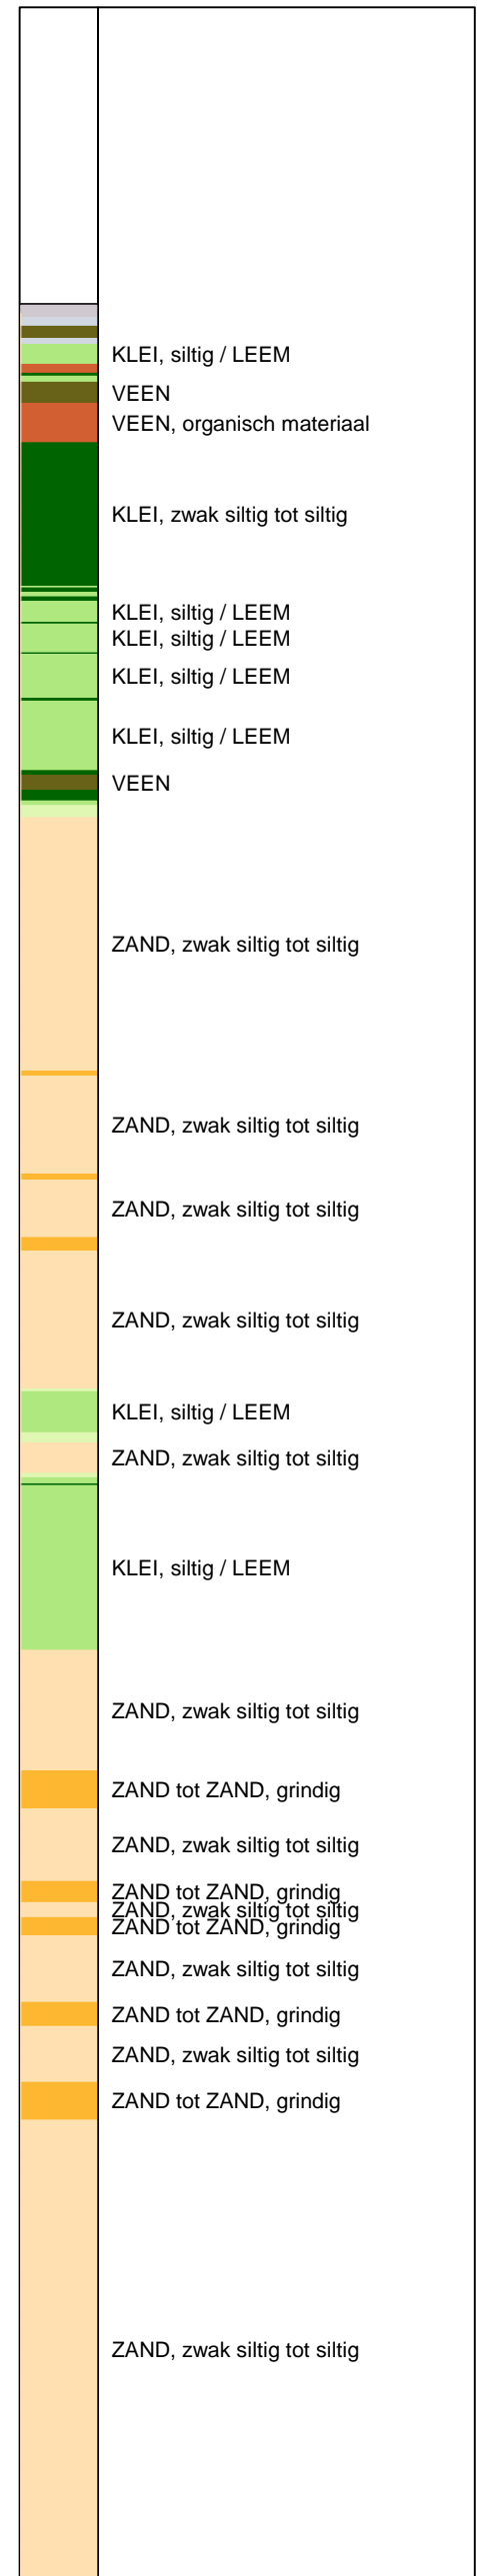 KLEI, siltig / LEEM
VEEN
VEEN, organisch materiaal
KLEI, zwak siltig tot siltig
KLEI, siltig / LEEM
KLEI, siltig / LEEM
KLEI, siltig / LEEM
KLEI, siltig / LEEM
VEEN
ZAND, zwak siltig tot siltig
ZAND, zwak siltig tot siltig
ZAND, zwak siltig tot siltig
ZAND, zwak siltig tot siltig
KLEI, siltig / LEEM
ZAND, zwak siltig tot siltig
KLEI, siltig / LEEM
ZAND, zwak siltig tot siltig
ZAND tot ZAND, grindig
ZAND, zwak siltig tot siltig
ZAND tot ZAND, grindig
ZAND, zwak siltig tot siltig
ZAND tot ZAND, grindig
ZAND, zwak siltig tot siltig
ZAND tot ZAND, grindig
ZAND, zwak siltig tot siltig
ZAND tot ZAND, grindig
ZAND, zwak siltig tot siltig